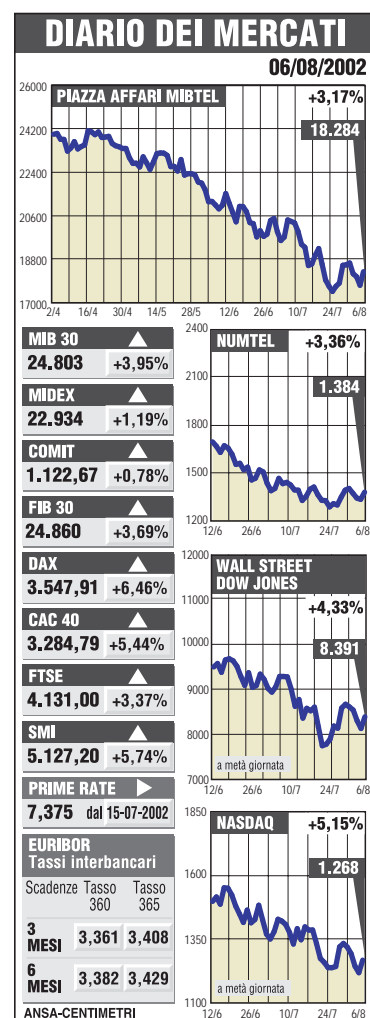 DIARIO DEI MERCATI
06/08/2002
PIAZZA AFFARI MIBTEL
+3,17%
18.284
26000
24200
22400
20600
18800
17000
2/4 16/4 30/4 14/5 28/5 12/6 26/6 10/7 24/7 6/8
MIB 30
24.803 +3,95%
MIDEX
22.934 +1,19%
COMIT
1.122,67 +0,78%
FIB 30
24.860 +3,69%
DAX
3.547,91 +6,46%
CAC 40
3.284,79 +5,44%
FTSE
4.131,00 +3,37%
SMI
5.127,20 +5,74%
PRIME RATE
7,375 dal 15-07-2002
EURIBOR
Tassi interbancari
Scadenze Tasso 360 Tasso 365
3 MESI 3,361 3,408
6 MESI 3,382 3,429
ANSA-CENTIMETRI
NUMTEL +3,36%
1.384
2400
2100
1800
1500
1200
12/6 26/6 10/7 24/7 6/8
WALL STREET
DOW JONES
+4,33%
8.391
12000
11000
10000
9000
8000
7000
a metà giornata
12/6 26/6 10/7 24/7 6/8
NASDAQ +5,15%
1.268
1850
1600
1350
1100
a metà giornata
12/6 26/6 10/7 24/7 6/8